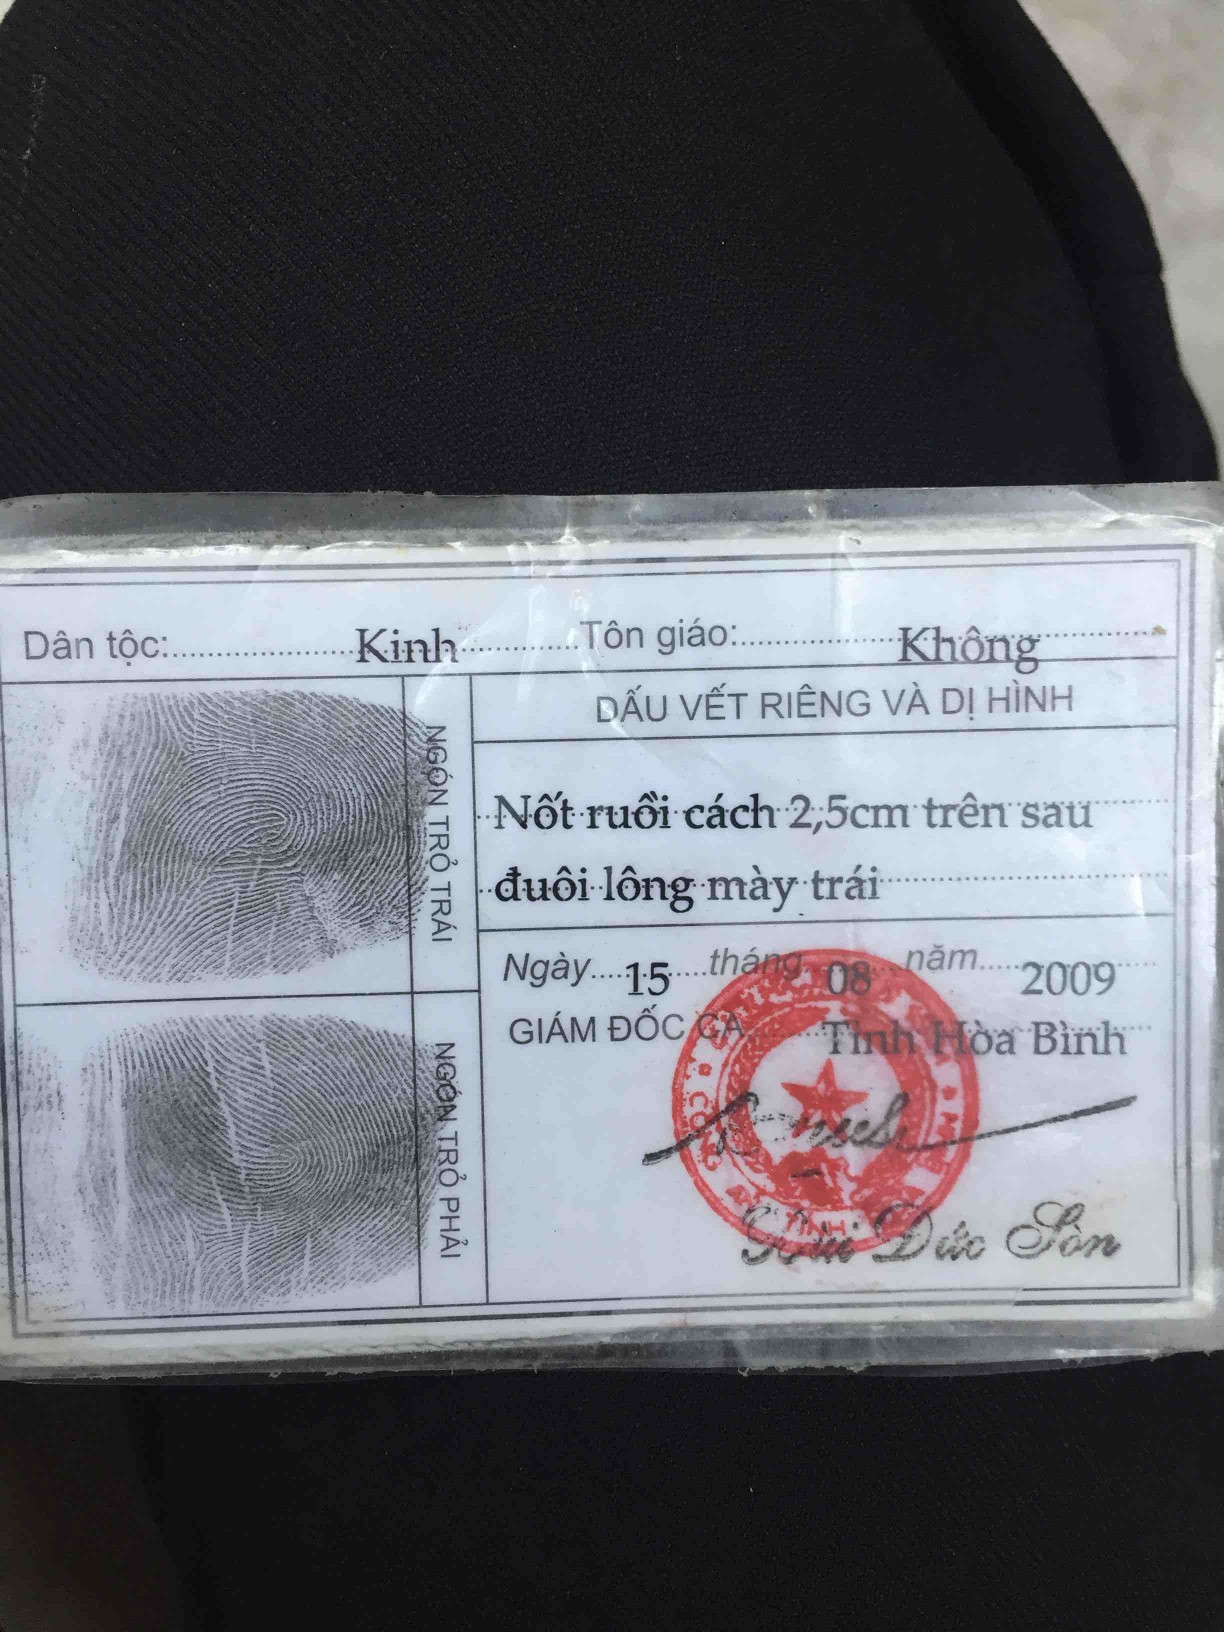 Dân tộc: Kinh Tôn giáo: Không
NGÓN TRỎ TRÁI
DẤU VẾT RIÊNG VÀ DỊ HÌNH
Nốt ruồi cách 2,5cm trên sau
đuôi lông mày trái
NGÓN TRỎ PHẢI
Ngày 15 tháng 08 năm 2009
GIÁM ĐỐC CA Tỉnh Hòa Bình
Bùi Đức Sòn